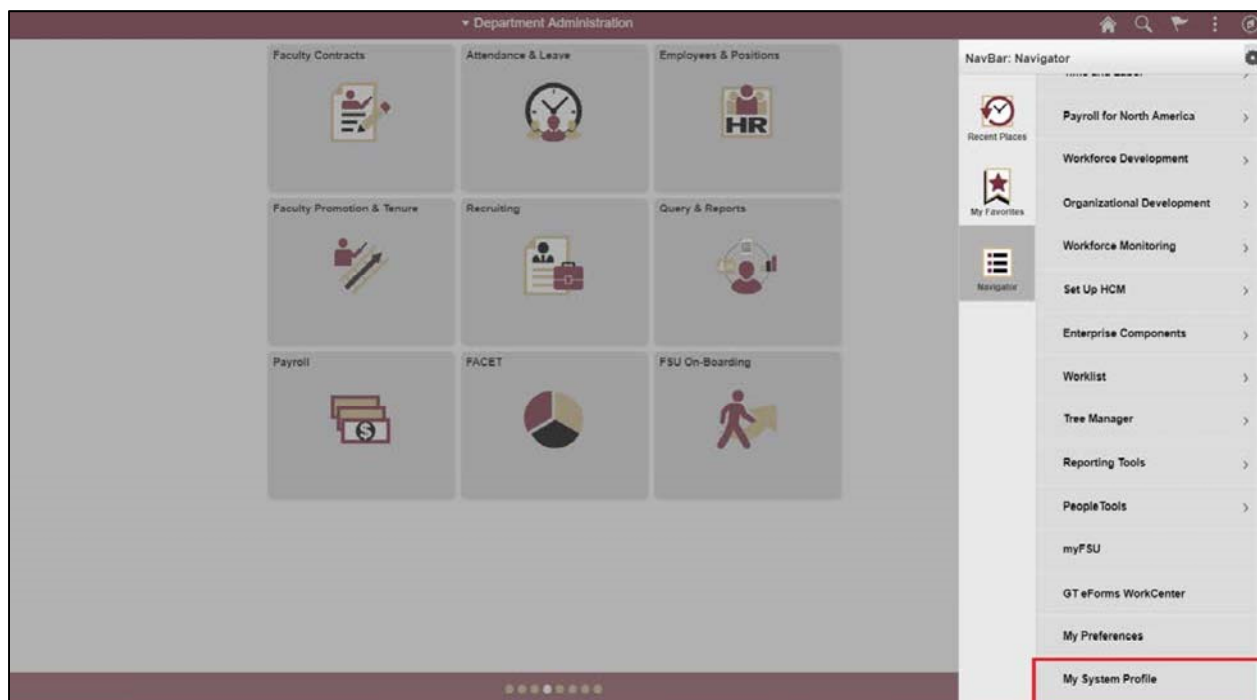 Department Administration
Faculty Contracts
Attendance & Leave
Employees & Positions
HR
Faculty Promotion & Tenure
Recruiting
Query & Reports
Payroll
$
FACET
FSU On-Boarding
NavBar: Navigator
Recent Places
My Favorites
Navigator
Time and Labor
Payroll for North America
Workforce Development
Organizational Development
Workforce Monitoring
Set Up HCM
Enterprise Components
Worklist
Tree Manager
Reporting Tools
PeopleTools
myFSU
GT eForms WorkCenter
My Preferences
My System Profile